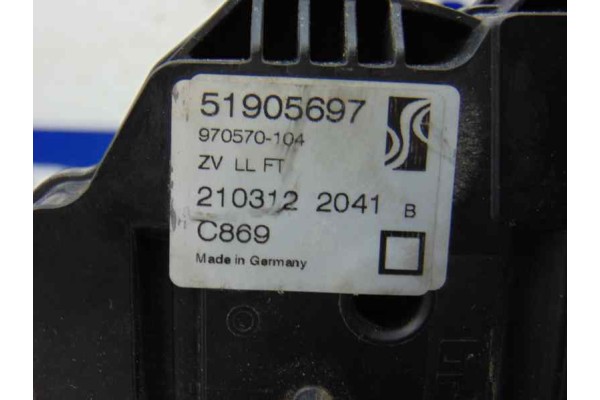 51905697
970570-104
ZV LL FT
210312 2041 B
C869
Made in Germany